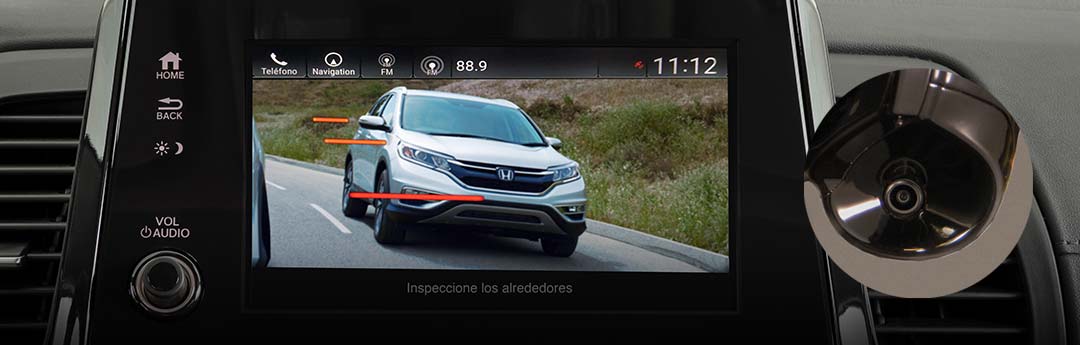 HOME
BACK
VOL
AUDIO
Teléfono
Navigation
FM
FM
88.9
11:12
Inspeccione los alrededores